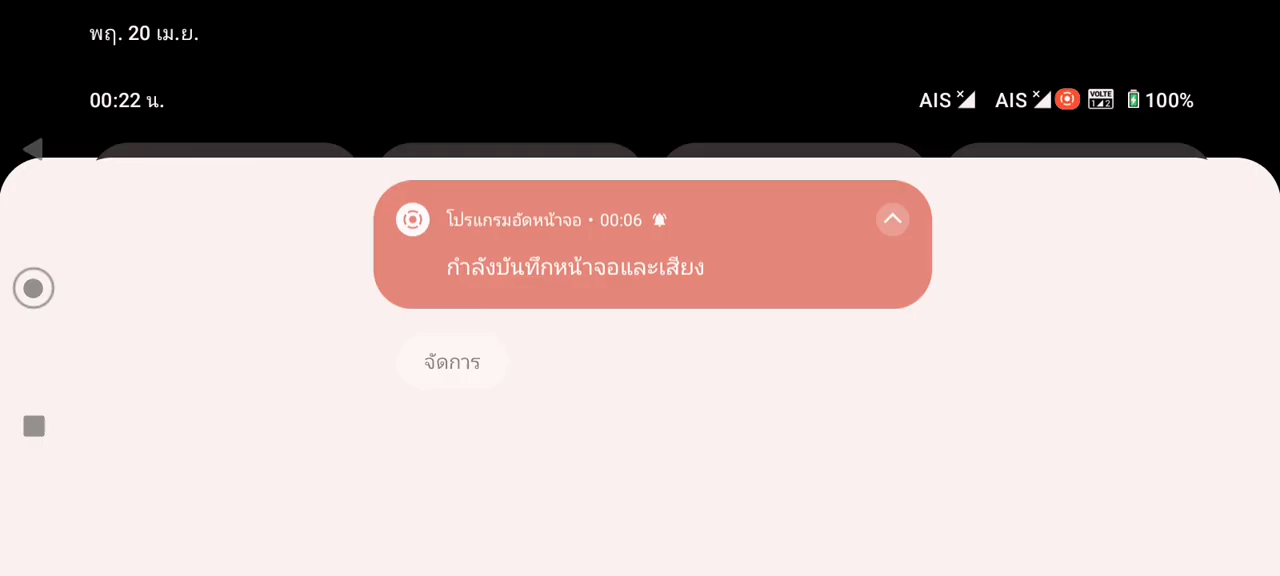 พฤ. 20 เม.ย.
00:22 น. AIS AIS VOLTE 1 2 100%
โปรแกรมอัดหน้าจอ • 00:06
กำลังบันทึกหน้าจอและเสียง
จัดการ